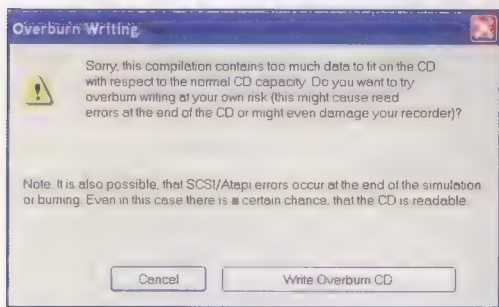 Overburn Writing
Sorry, this compilation contains too much data to fit on the CD
with respect to the normal CD capacity. Do you want to try
overburn writing at your own risk (this might cause read
errors at the end of the CD or might even damage your recorder)?
Note. It is also possible, that SCSI/Atapi errors occur at the end of the simulation
or burning. Even in this case there is a certain chance, that the CD is readable.
Cancel
Write Overburn CD